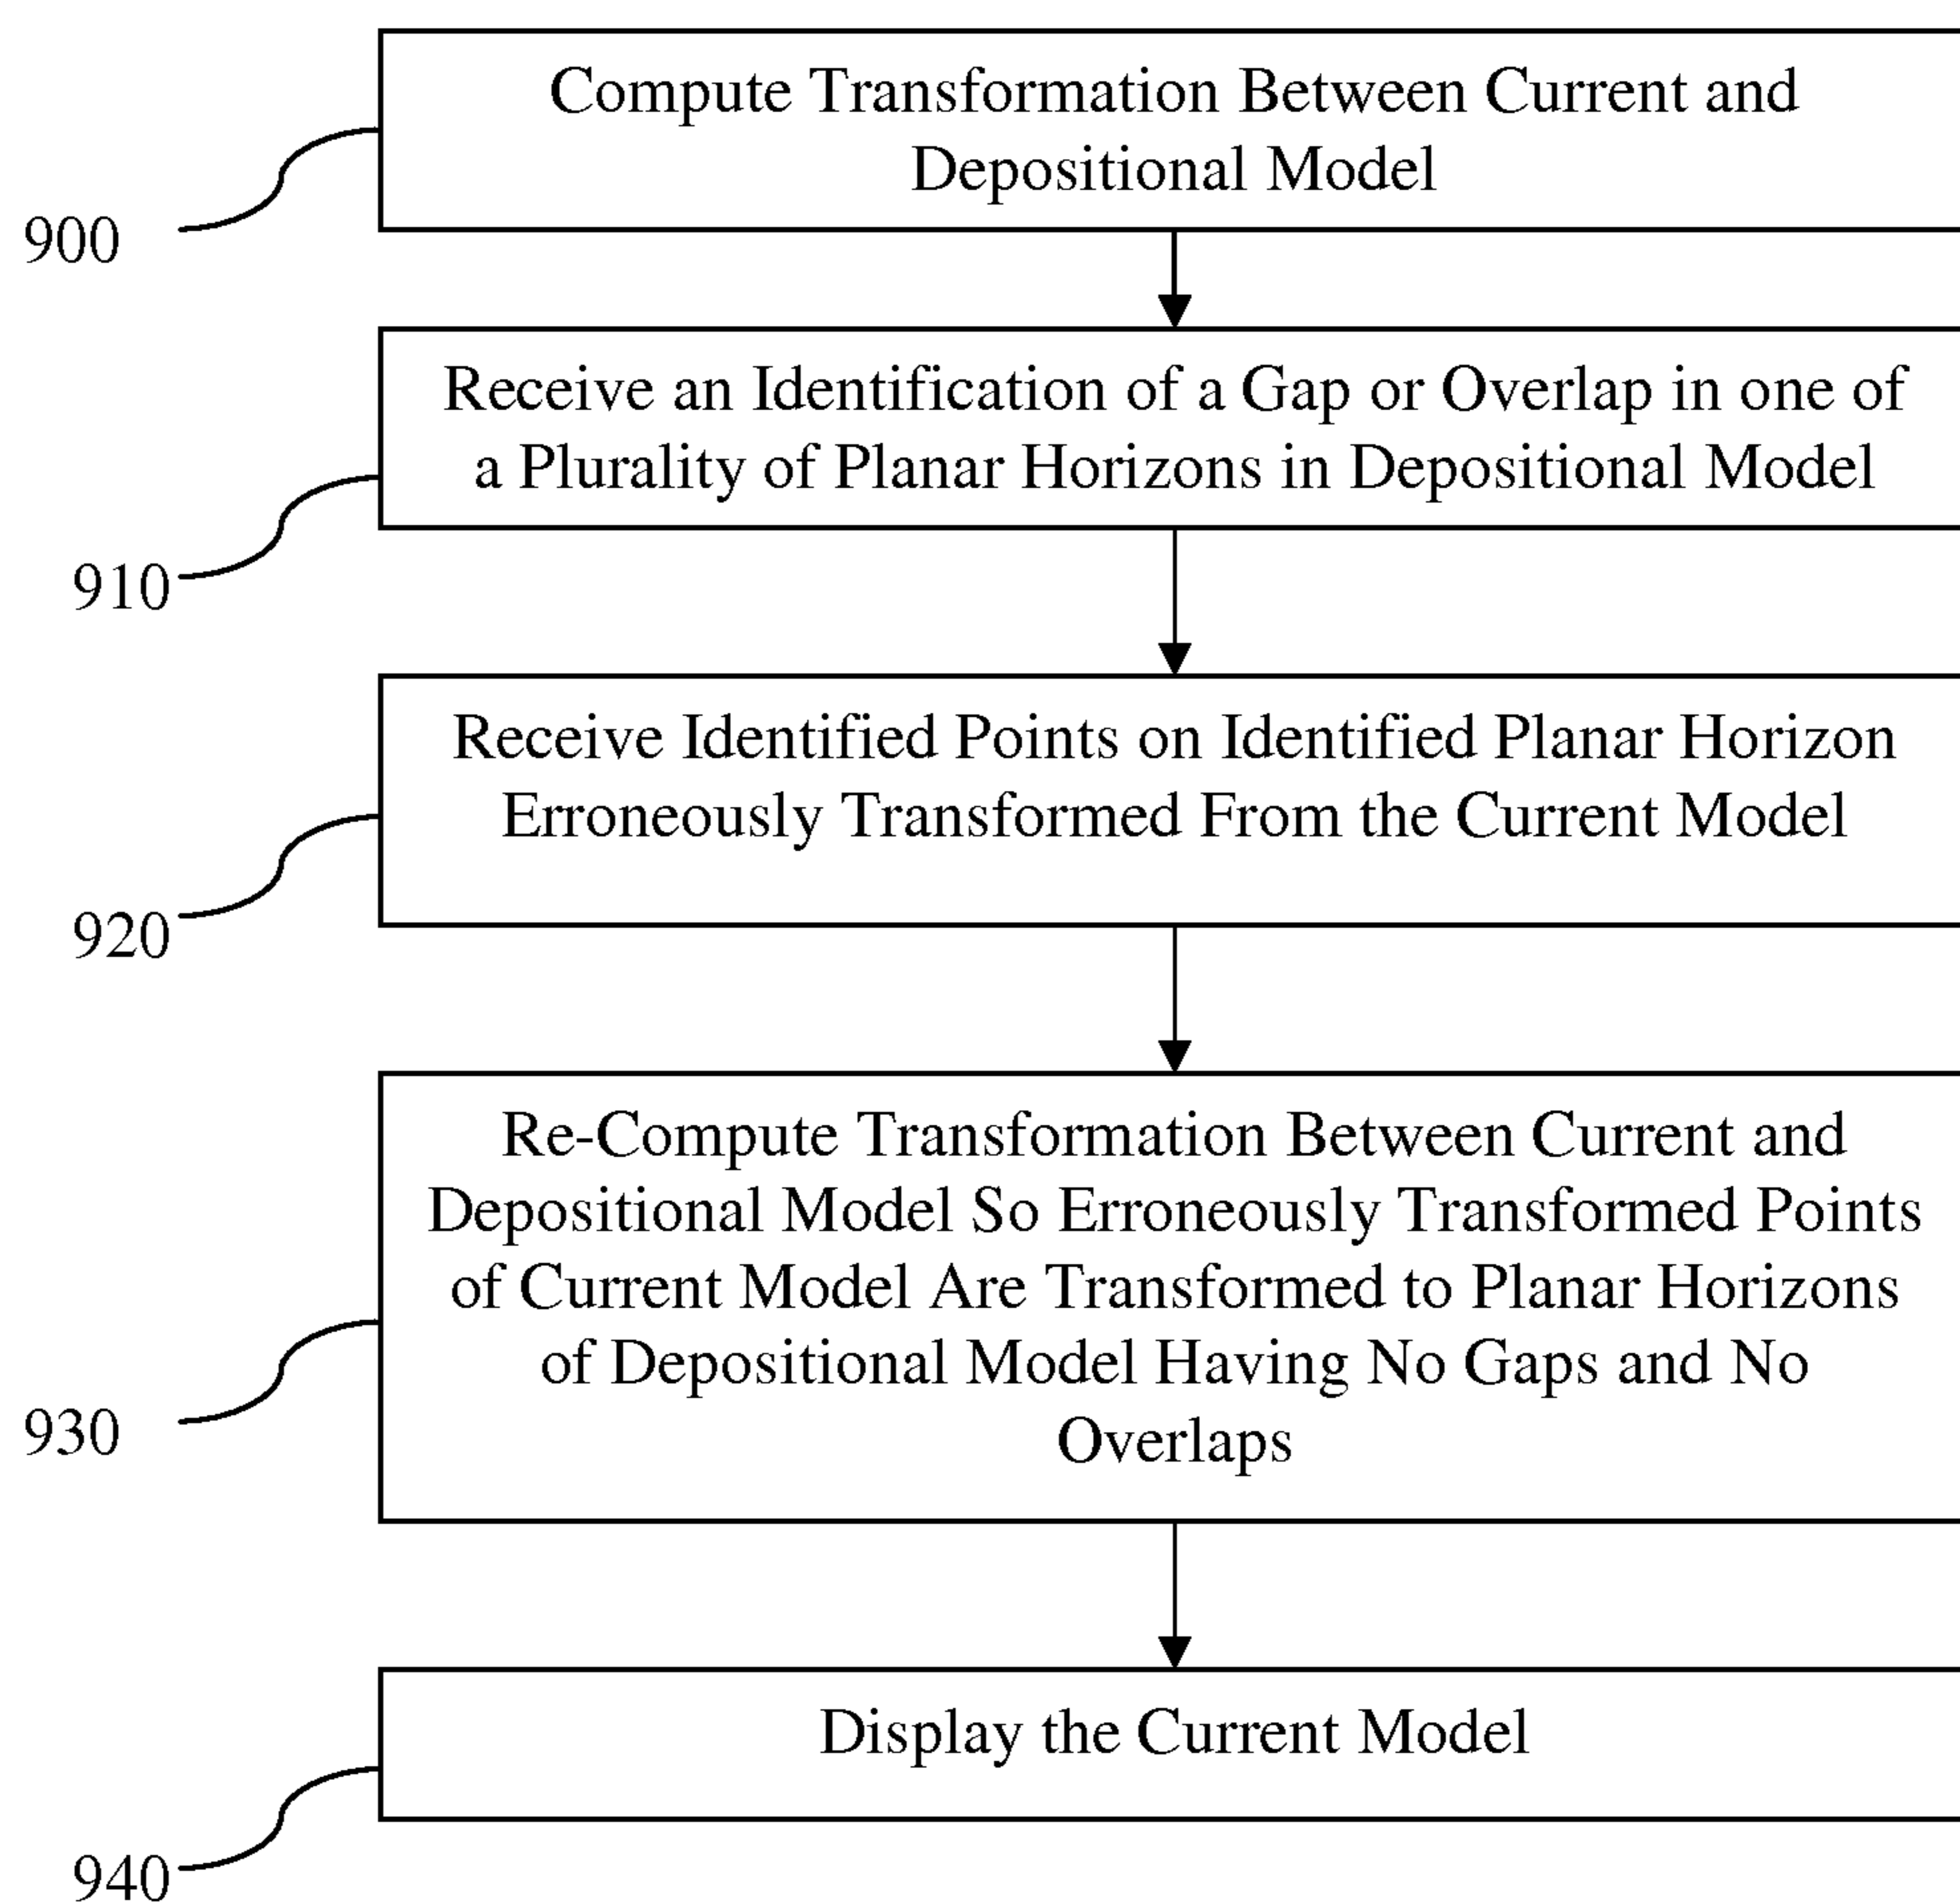 Compute Transformation Between Current and
Depositional Model
900
Receive an Identification of a Gap or Overlap in one of
a Plurality of Planar Horizons in Depositional Model
910
Receive Identified Points on Identified Planar Horizon
Erroneously Transformed From the Current Model
920
Re-Compute Transformation Between Current and
Depositional Model So Erroneously Transformed Points
of Current Model Are Transformed to Planar Horizons
of Depositional Model Having No Gaps and No
Overlaps
930
Display the Current Model
940